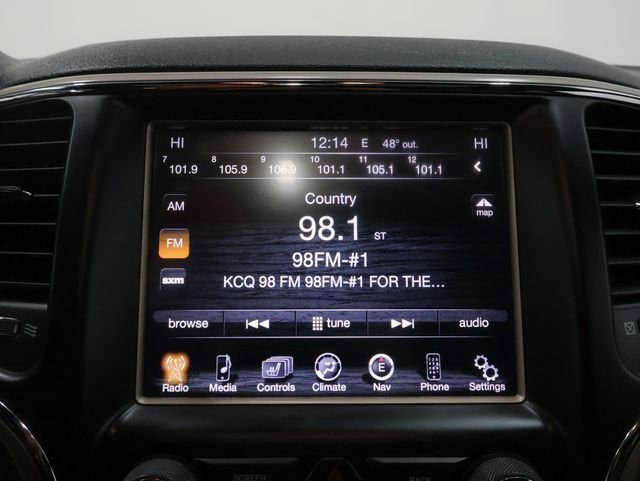 HI 12:14 E 48° out. HI
7 8 9 10 11 12
101.9 105.9 106.9 101.1 105.1 101.1
Country
AM
98.1 ST
map
FM
98FM-#1
sxm
KCQ 98 FM 98FM-#1 FOR THE...
browse tune audio
E
Radio Media Controls Climate Nav Phone Settings
SCREEN BACK